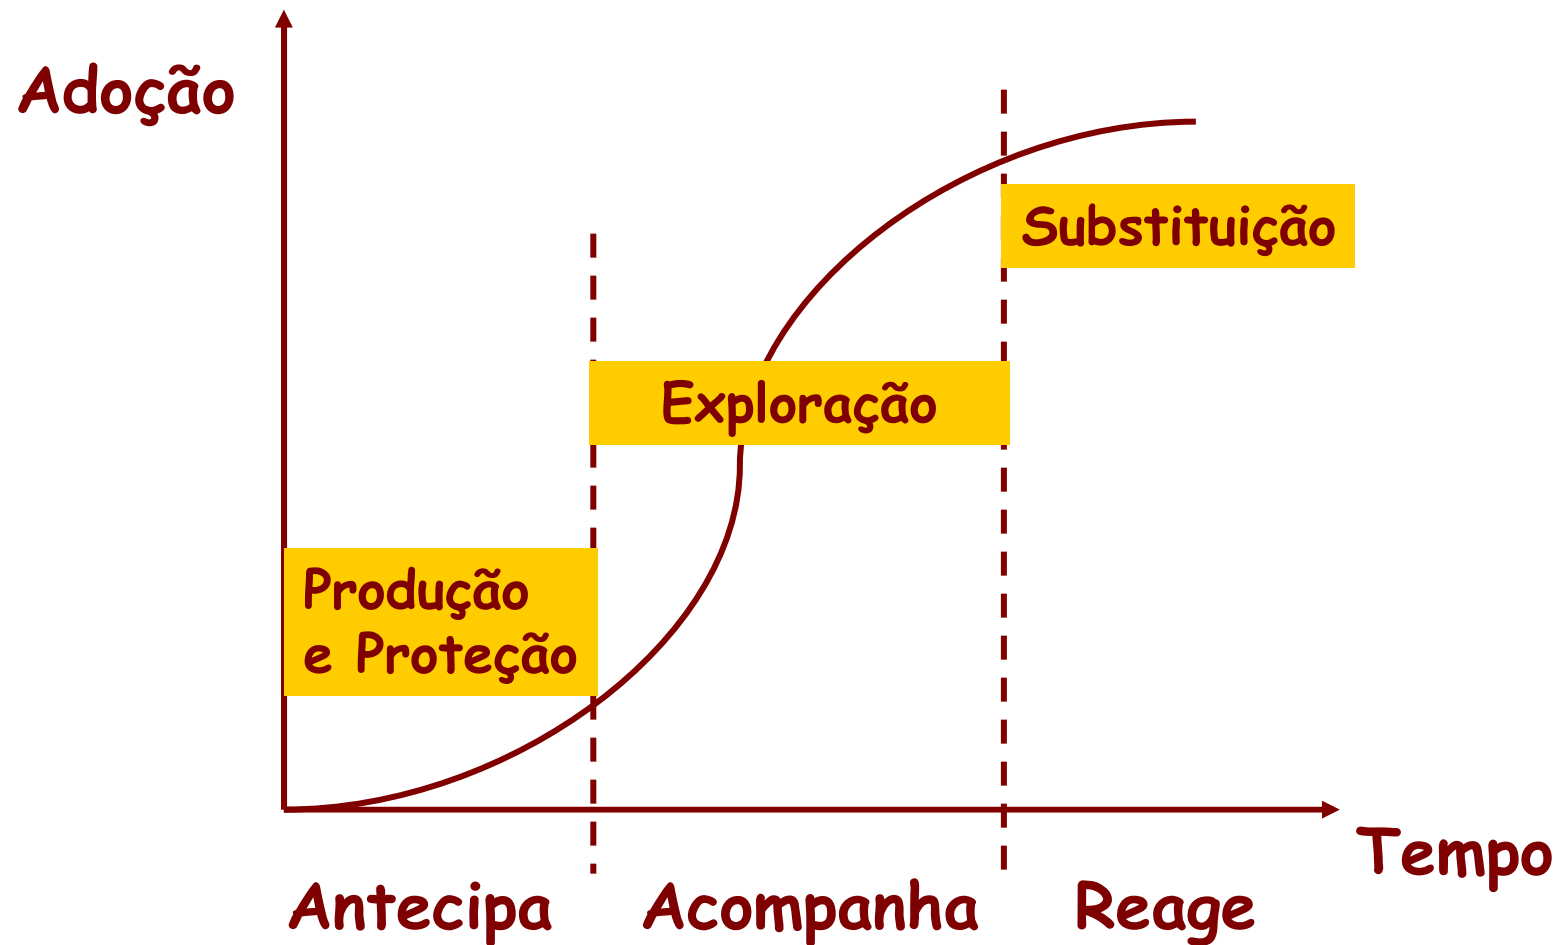 Adoção
Substituição
Exploração
Produção
e Proteção
Tempo
Antecipa
Acompanha
Reage